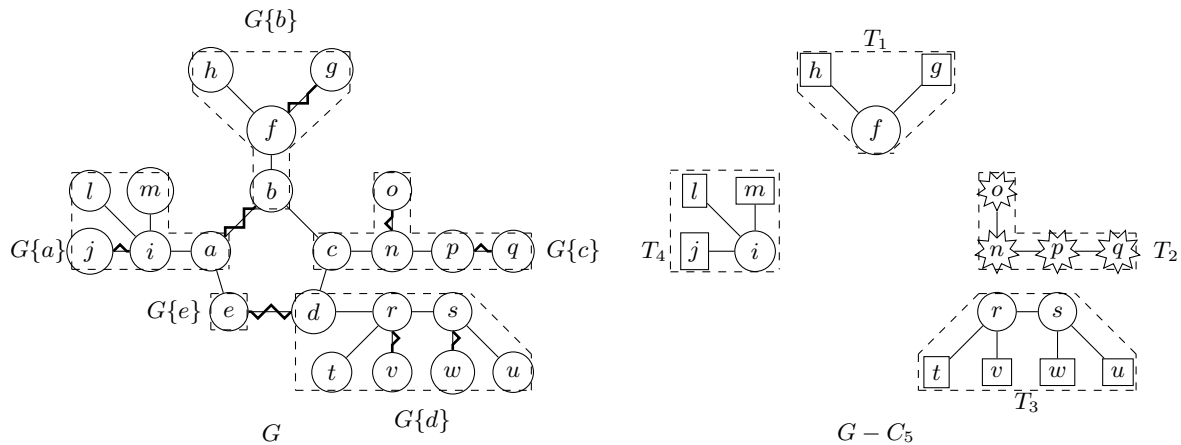 G{b}
T₁
h g h g
f f
l m b o l m o
G{a} j i a c n p q G{c} T₄ j i n p q T₂
G{e} e d r s r s
t v w u t v w u
G{d} T₃
G G − C₅